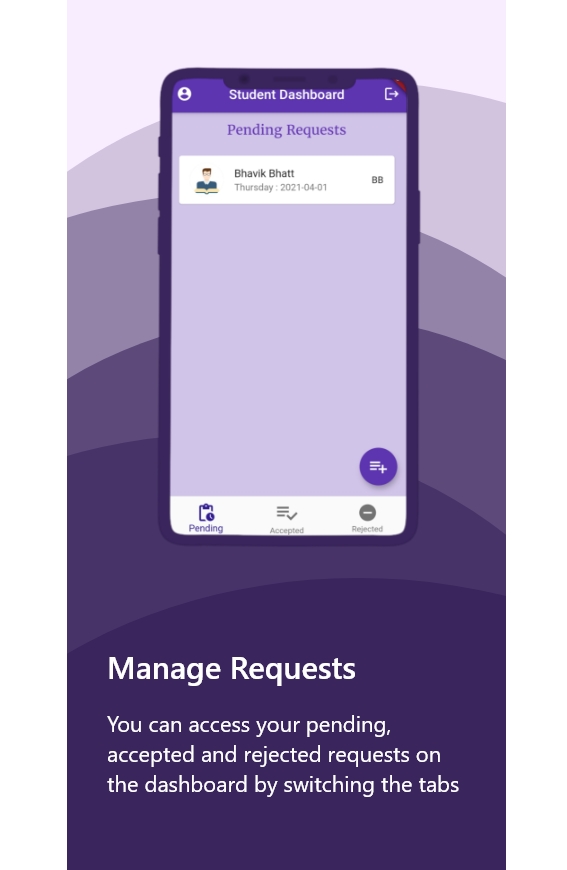 Student Dashboard
Pending Requests
Bhavik Bhatt
Thursday : 2021-04-01
BB
Pending
Accepted
Rejected
Manage Requests
You can access your pending,
accepted and rejected requests on
the dashboard by switching the tabs